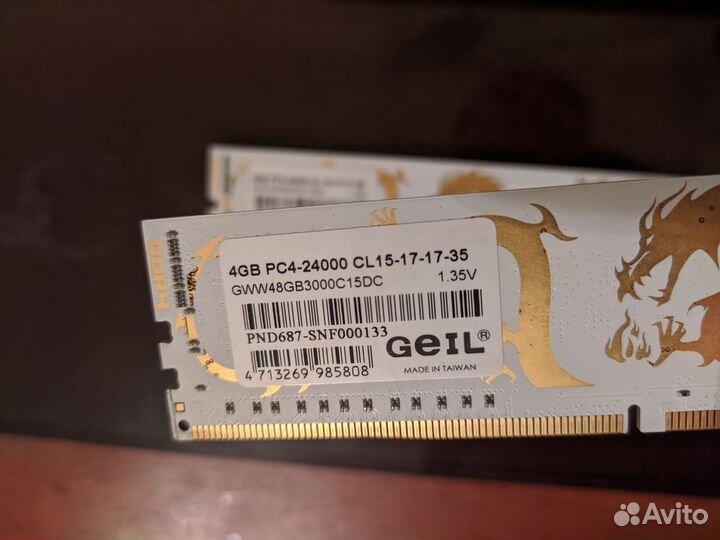 4GB PC4-24000 CL15-17-17-35
GWW48GB3000C15DC 1.35V
PND687-SNF000133
GeIL®
4 713269 985808
MADE IN TAIWAN
DDR4
Avito